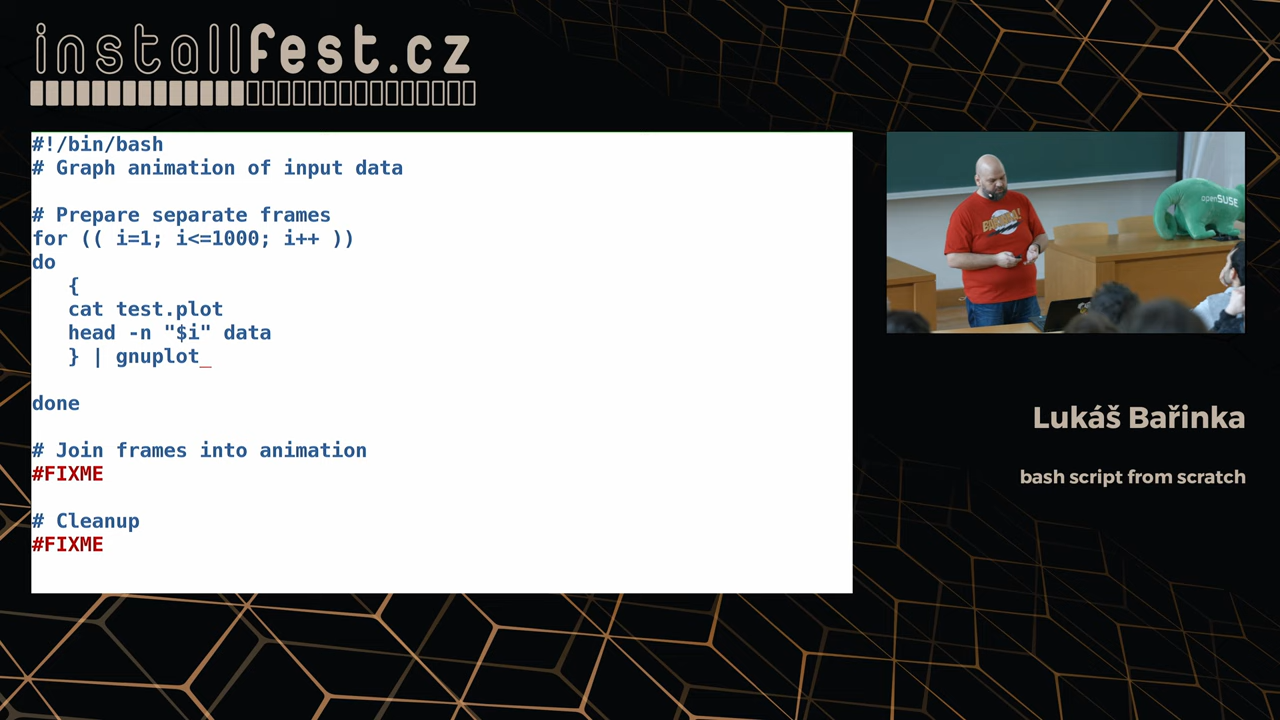 installfest.cz
#!/bin/bash
# Graph animation of input data
# Prepare separate frames
for (( i=1; i<=1000; i++ ))
do
   {
   cat test.plot
   head -n "$i" data
   } | gnuplot_
done
# Join frames into animation
#FIXME
# Cleanup
#FIXME
openSUSE
Lukáš Bařinka
bash script from scratch